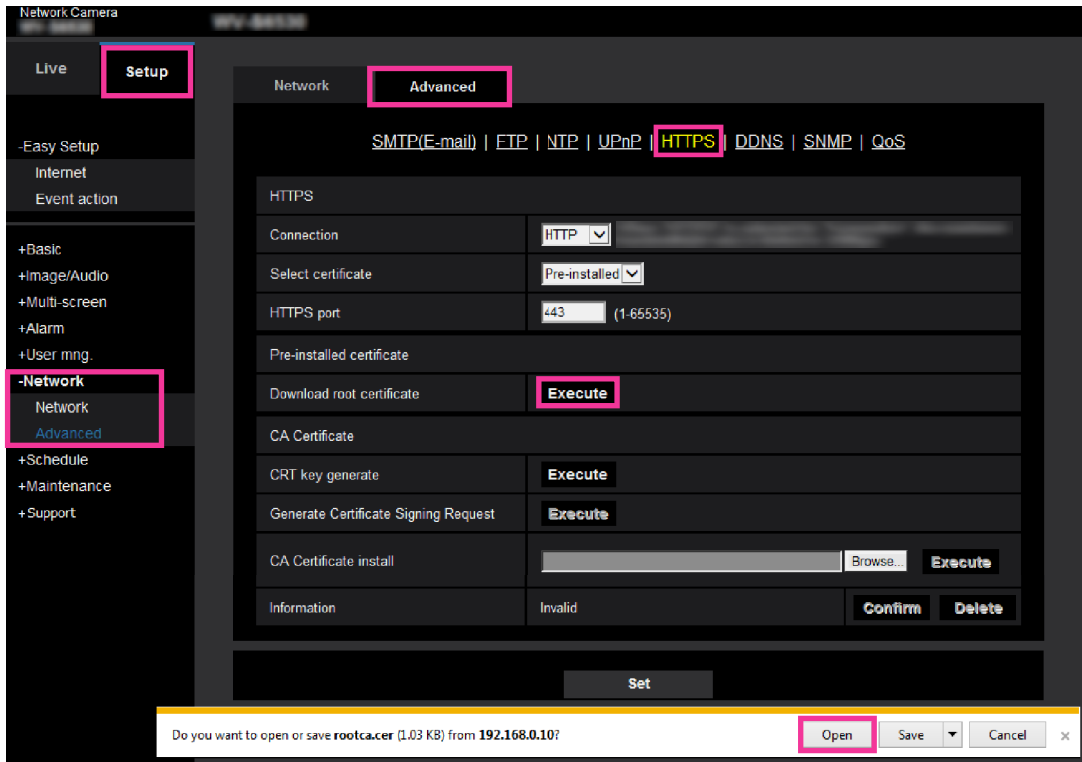 Network Camera
Live
Setup
-Easy Setup
Internet
Event action
+Basic
+Image/Audio
+Multi-screen
+Alarm
+User mng.
-Network
Network
Advanced
+Schedule
+Maintenance
+Support
Network
Advanced
SMTP(E-mail) | FTP | NTP | UPnP | HTTPS | DDNS | SNMP | QoS
HTTPS
Connection HTTP
Select certificate Pre-installed
HTTPS port 443 (1-65535)
Pre-installed certificate
Download root certificate Execute
CA Certificate
CRT key generate Execute
Generate Certificate Signing Request Execute
CA Certificate install Browse... Execute
Information Invalid Confirm Delete
Set
Do you want to open or save rootca.cer (1.03 KB) from 192.168.0.10? Open Save Cancel ×